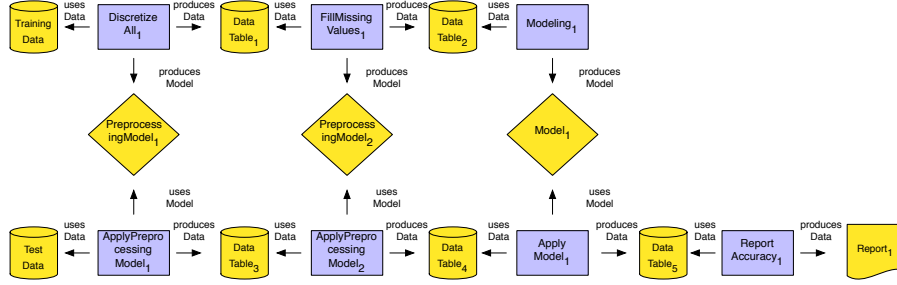 Training
Data
uses
Data
Discretize
All1
produces
Data
Data
Table1
uses
Data
FillMissing
Values1
produces
Data
Data
Table2
uses
Data
Modeling1
produces
Model
produces
Model
produces
Model
Preprocess
ingModel1
Preprocess
ingModel2
Model1
uses
Model
uses
Model
uses
Model
Test
Data
uses
Data
ApplyPrepro
cessing
Model1
produces
Data
Data
Table3
uses
Data
ApplyPrepro
cessing
Model2
produces
Data
Data
Table4
uses
Data
Apply
Model1
produces
Data
Data
Table5
uses
Data
Report
Accuracy1
produces
Data
Report1